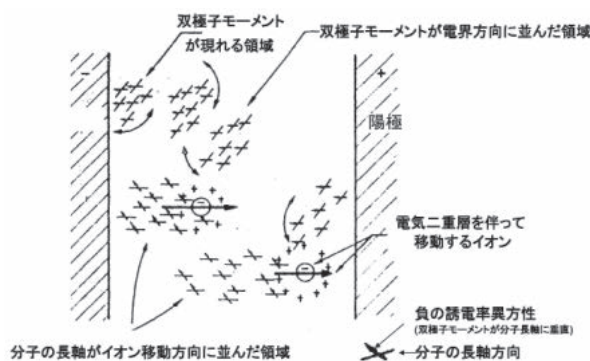 双極子モーメント
が現れる領域
双極子モーメントが電界方向に並んだ領域
−
+
陽極
電気二重層を伴って
移動するイオン
負の誘電率異方性
(双極子モーメントが分子長軸に垂直)
分子の長軸がイオン移動方向に並んだ領域
分子の長軸方向